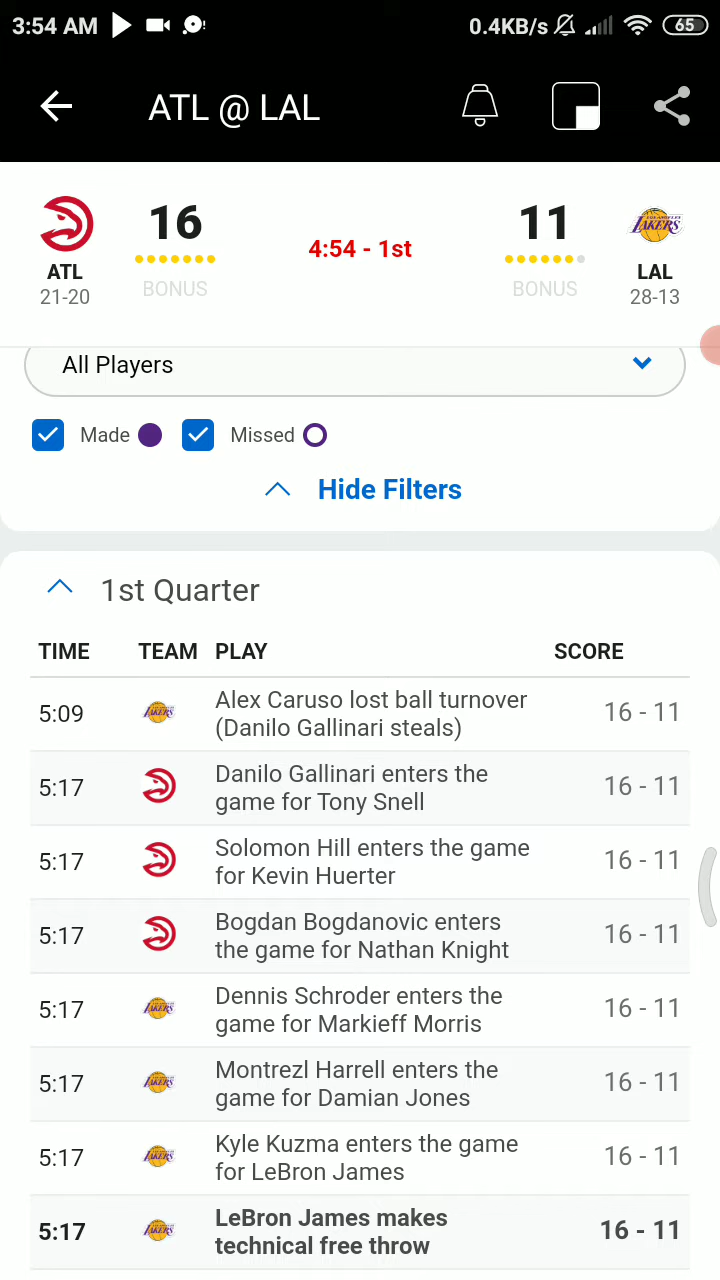 3:54 AM 0.4KB/s 65
ATL @ LAL
16 11
4:54 - 1st
ATL BONUS BONUS LAL
21-20 28-13
All Players
Made Missed
Hide Filters
1st Quarter
TIME TEAM PLAY SCORE
Alex Caruso lost ball turnover
5:09 LAKERS 16 - 11
(Danilo Gallinari steals)
Danilo Gallinari enters the
5:17 16 - 11
game for Tony Snell
Solomon Hill enters the game
5:17 16 - 11
for Kevin Huerter
Bogdan Bogdanovic enters
5:17 16 - 11
the game for Nathan Knight
Dennis Schroder enters the
5:17 LAKERS 16 - 11
game for Markieff Morris
Montrezl Harrell enters the
5:17 LAKERS 16 - 11
game for Damian Jones
Kyle Kuzma enters the game
5:17 LAKERS 16 - 11
for LeBron James
LeBron James makes
5:17 LAKERS 16 - 11
technical free throw